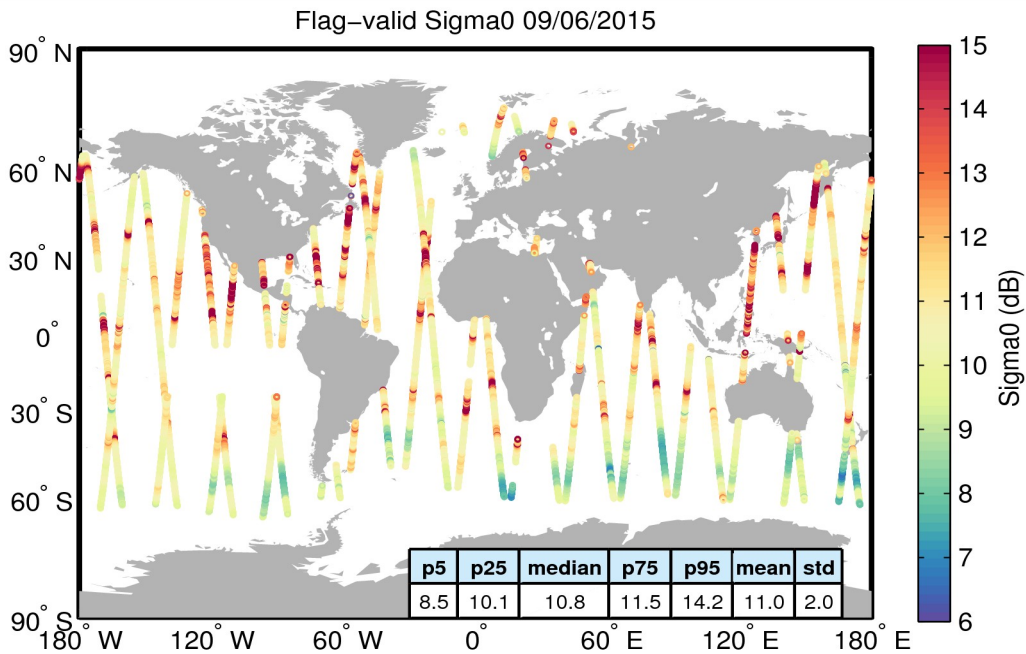 Flag−valid Sigma0 09/06/2015
90° N
60° N
30° N
0°
30° S
60° S
90° S
180° W
120° W
60° W
0°
60° E
120° E
180° E
p5 p25 median p75 p95 mean std
8.5 10.1 10.8 11.5 14.2 11.0 2.0
15
14
13
12
11
10
9
8
7
6
Sigma0 (dB)